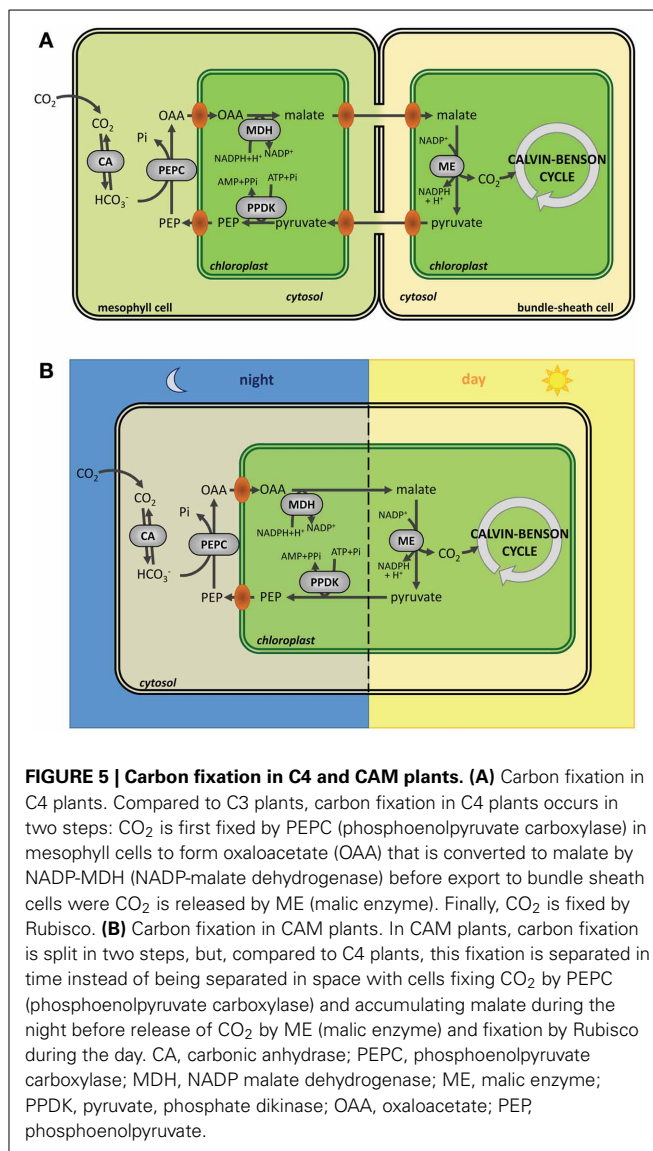 A
CO₂
CO₂
CA
HCO₃⁻
Pi
OAA
PEPC
PEP
OAA
malate
MDH
NADPH+H⁺
NADP⁺
AMP+PPi
ATP+Pi
PPDK
PEP
pyruvate
chloroplast
cytosol
mesophyll cell
malate
NADP⁺
ME
CO₂
NADPH
+ H⁺
pyruvate
CALVIN-BENSON
CYCLE
chloroplast
cytosol
bundle-sheath cell
B
night
day
CO₂
CO₂
CA
HCO₃⁻
Pi
OAA
PEPC
PEP
OAA
malate
MDH
NADPH+H⁺
NADP⁺
AMP+PPi
ATP+Pi
PPDK
PEP
pyruvate
NADP⁺
ME
CO₂
NADPH
+ H⁺
CALVIN-BENSON
CYCLE
chloroplast
cytosol
FIGURE 5 | Carbon fixation in C4 and CAM plants. (A) Carbon fixation in
C4 plants. Compared to C3 plants, carbon fixation in C4 plants occurs in
two steps: CO₂ is first fixed by PEPC (phosphoenolpyruvate carboxylase) in
mesophyll cells to form oxaloacetate (OAA) that is converted to malate by
NADP-MDH (NADP-malate dehydrogenase) before export to bundle sheath
cells were CO₂ is released by ME (malic enzyme). Finally, CO₂ is fixed by
Rubisco. (B) Carbon fixation in CAM plants. In CAM plants, carbon fixation
is split in two steps, but, compared to C4 plants, this fixation is separated in
time instead of being separated in space with cells fixing CO₂ by PEPC
(phosphoenolpyruvate carboxylase) and accumulating malate during the
night before release of CO₂ by ME (malic enzyme) and fixation by Rubisco
during the day. CA, carbonic anhydrase; PEPC, phosphoenolpyruvate
carboxylase; MDH, NADP malate dehydrogenase; ME, malic enzyme;
PPDK, pyruvate, phosphate dikinase; OAA, oxaloacetate; PEP,
phosphoenolpyruvate.